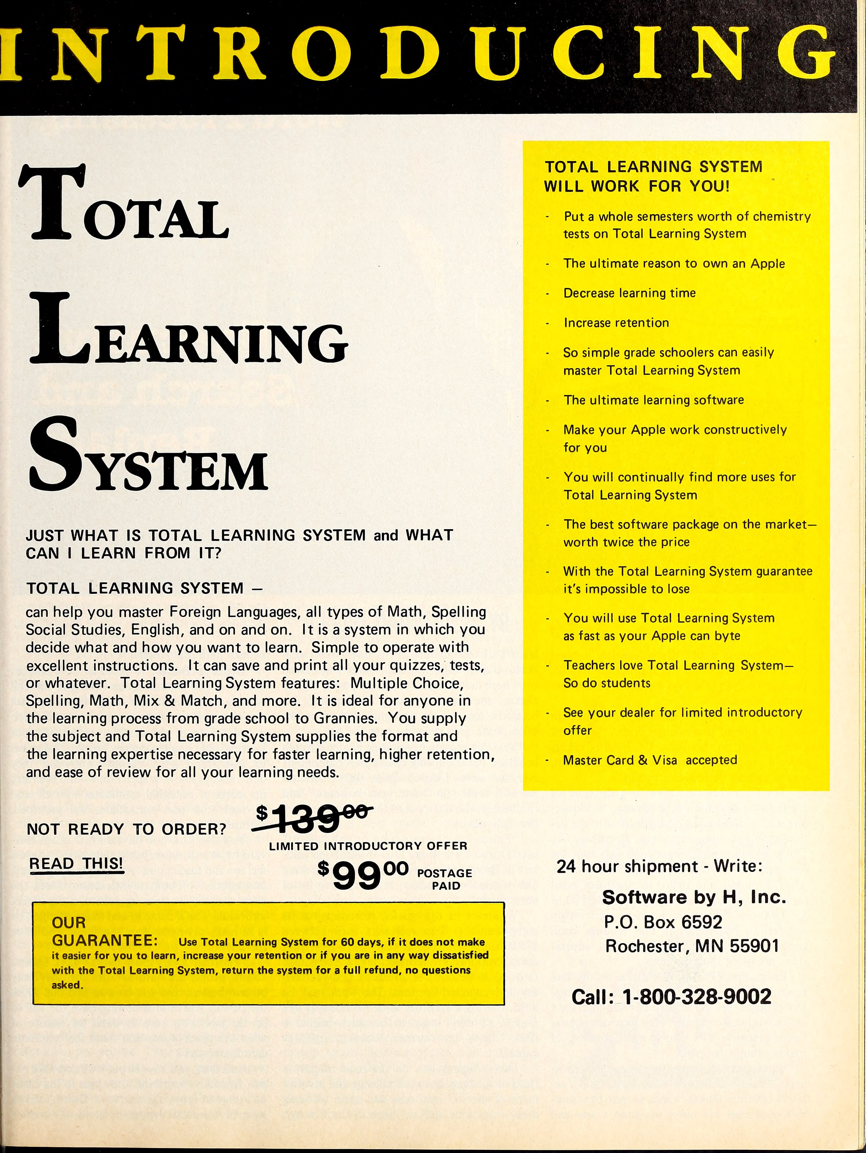 INTRODUCING
TOTAL
LEARNING
SYSTEM
JUST WHAT IS TOTAL LEARNING SYSTEM and WHAT
CAN I LEARN FROM IT?
TOTAL LEARNING SYSTEM —
can help you master Foreign Languages, all types of Math, Spelling
Social Studies, English, and on and on. It is a system in which you
decide what and how you want to learn. Simple to operate with
excellent instructions. It can save and print all your quizzes, tests,
or whatever. Total Learning System features: Multiple Choice,
Spelling, Math, Mix & Match, and more. It is ideal for anyone in
the learning process from grade school to Grannies. You supply
the subject and Total Learning System supplies the format and
the learning expertise necessary for faster learning, higher retention,
and ease of review for all your learning needs.
NOT READY TO ORDER?
READ THIS!
$139.00
LIMITED INTRODUCTORY OFFER
$99.00 POSTAGE
PAID
OUR
GUARANTEE: Use Total Learning System for 60 days, if it does not make
it easier for you to learn, increase your retention or if you are in any way dissatisfied
with the Total Learning System, return the system for a full refund, no questions
asked.
TOTAL LEARNING SYSTEM
WILL WORK FOR YOU!
- Put a whole semesters worth of chemistry
tests on Total Learning System
- The ultimate reason to own an Apple
- Decrease learning time
- Increase retention
- So simple grade schoolers can easily
master Total Learning System
- The ultimate learning software
- Make your Apple work constructively
for you
- You will continually find more uses for
Total Learning System
- The best software package on the market—
worth twice the price
- With the Total Learning System guarantee
it's impossible to lose
- You will use Total Learning System
as fast as your Apple can byte
- Teachers love Total Learning System—
So do students
- See your dealer for limited introductory
offer
- Master Card & Visa accepted
24 hour shipment - Write:
Software by H, Inc.
P.O. Box 6592
Rochester, MN 55901
Call: 1-800-328-9002